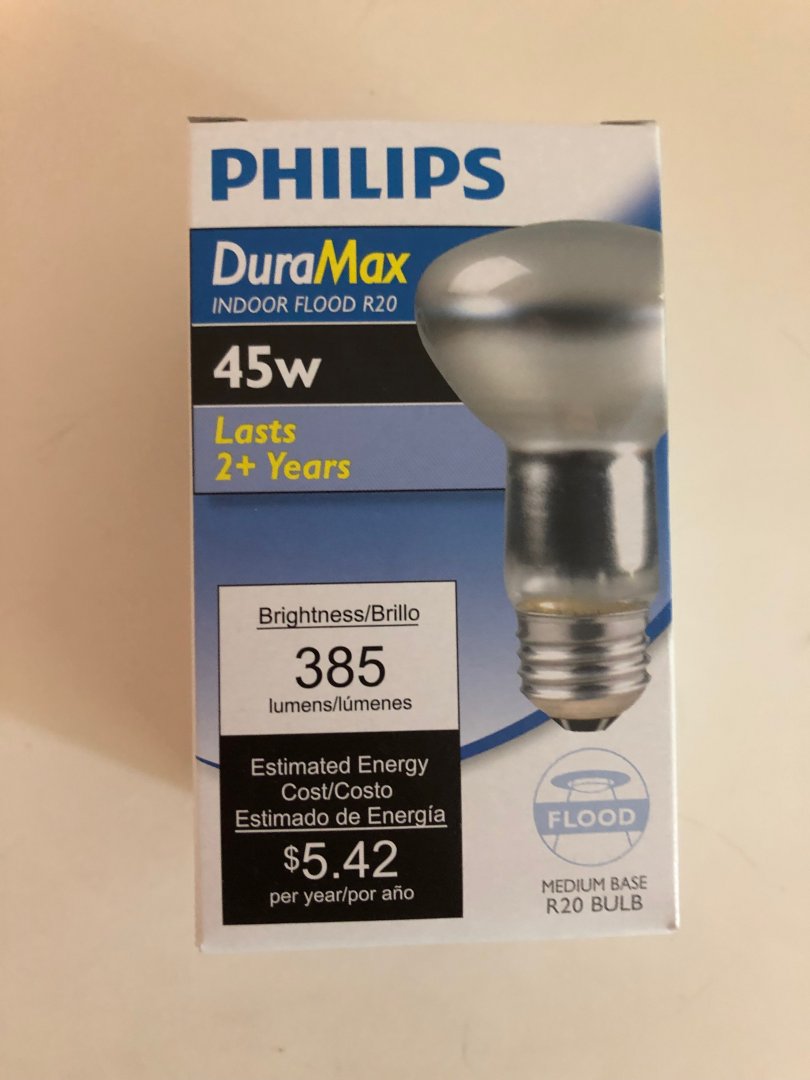 PHILIPS
DuraMax
INDOOR FLOOD R20
45w
Lasts
2+ Years
Brightness/Brillo
385
lumens/lúmenes
Estimated Energy
Cost/Costo
Estimado de Energía
$5.42
per year/por año
FLOOD
MEDIUM BASE
R20 BULB